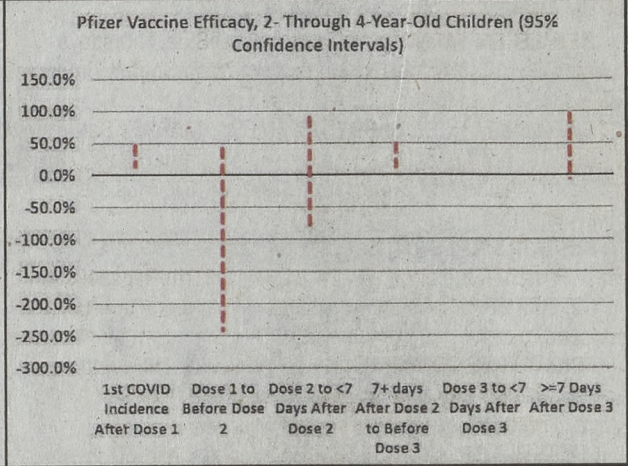 Pfizer Vaccine Efficacy, 2- Through 4-Year-Old Children (95%
Confidence Intervals)
150.0%
100.0%
50.0%
0.0%
-50.0%
-100.0%
-150.0%
-200.0%
-250.0%
-300.0%
1st COVID
Incidence
After Dose 1
Dose 1 to
Before Dose
2
Dose 2 to <7
Days After
Dose 2
7+ days
After Dose 2
to Before
Dose 3
Dose 3 to <7
Days After
Dose 3
>=7 Days
After Dose 3